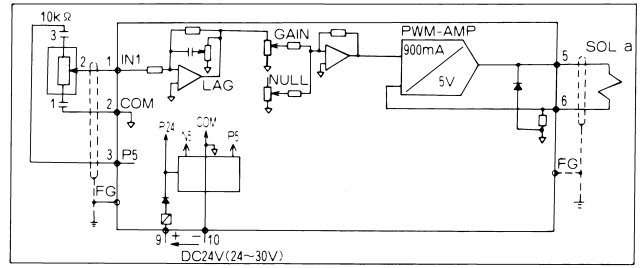 10kΩ
3
2
1
1 IN1
2 COM
3 P5
FG
LAG
GAIN
NULL
PWM-AMP
900mA
5V
5 SOL a
6
FG
P24
N5
COM
P5
9 + - 10
DC24V(24~30V)